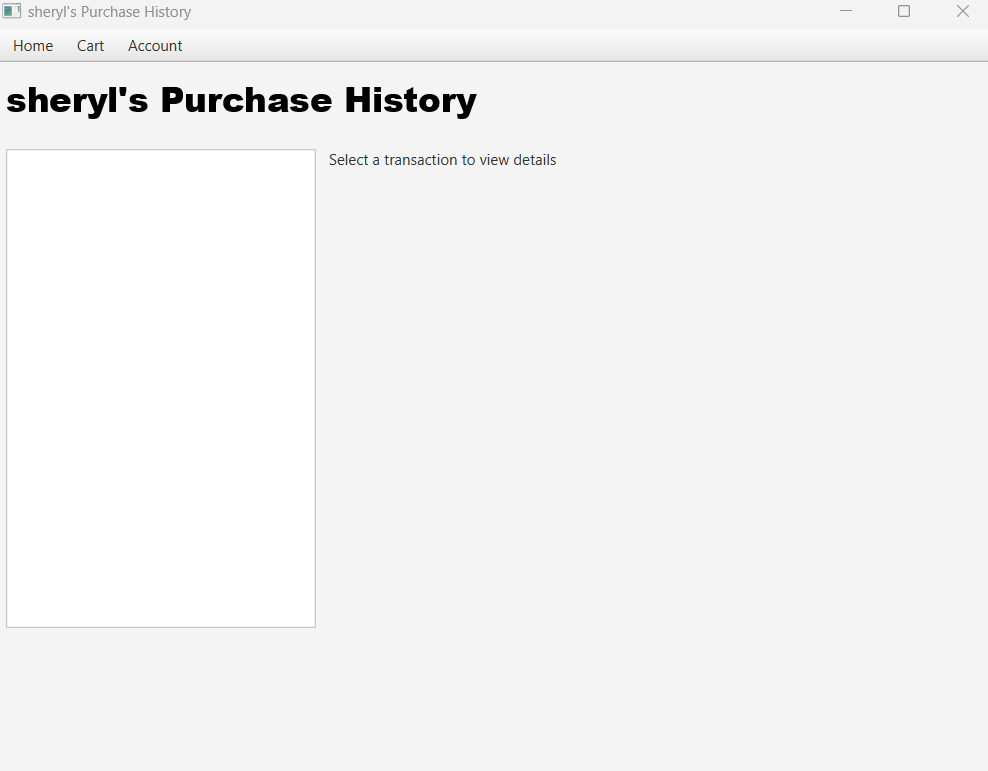 sheryl's Purchase History
Home Cart Account
sheryl's Purchase History
Select a transaction to view details